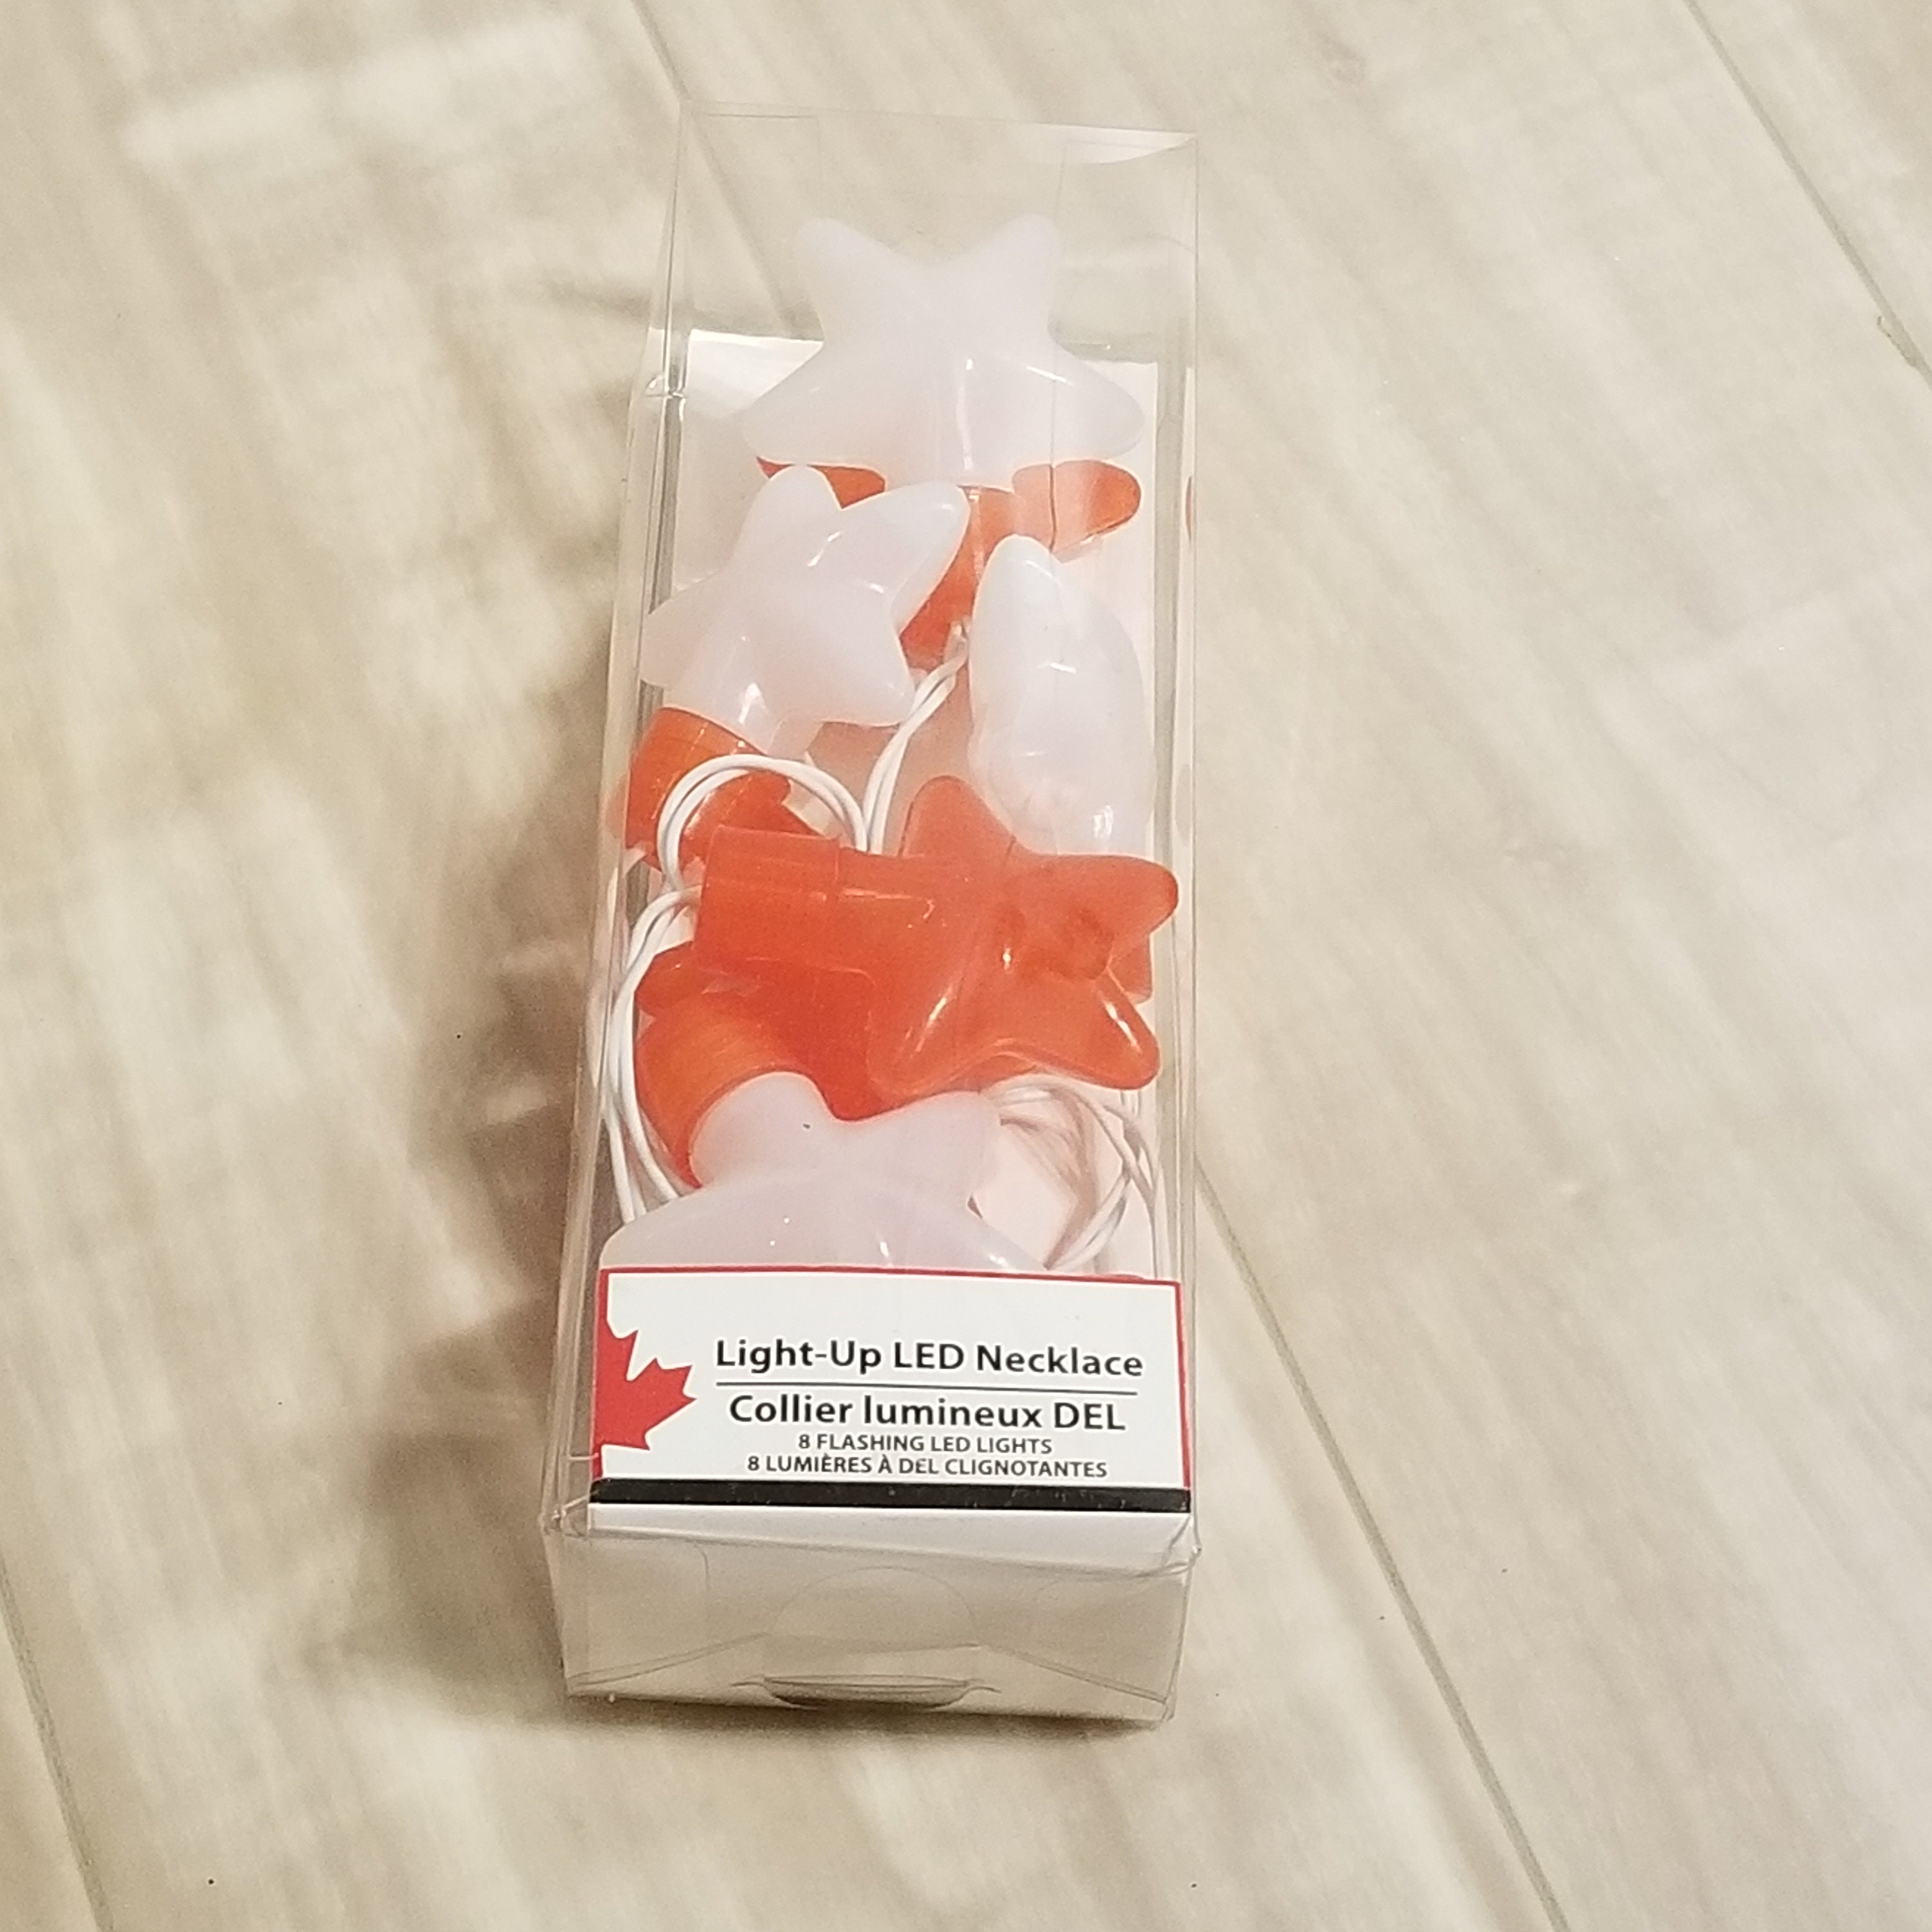 Light-Up LED Necklace
Collier lumineux DEL
8 FLASHING LED LIGHTS
8 LUMIÈRES À DEL CLIGNOTANTES